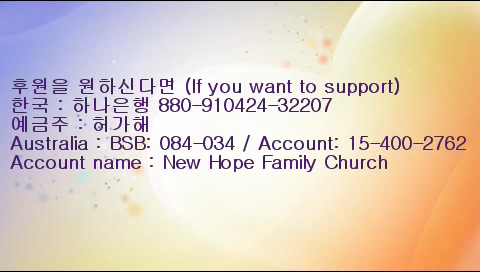 후원을 원하신다면 (If you want to support)
한국 : 하나은행 880-910424-32207
예금주 : 허가해
Australia : BSB: 084-034 / Account: 15-400-2762
Account name : New Hope Family Church